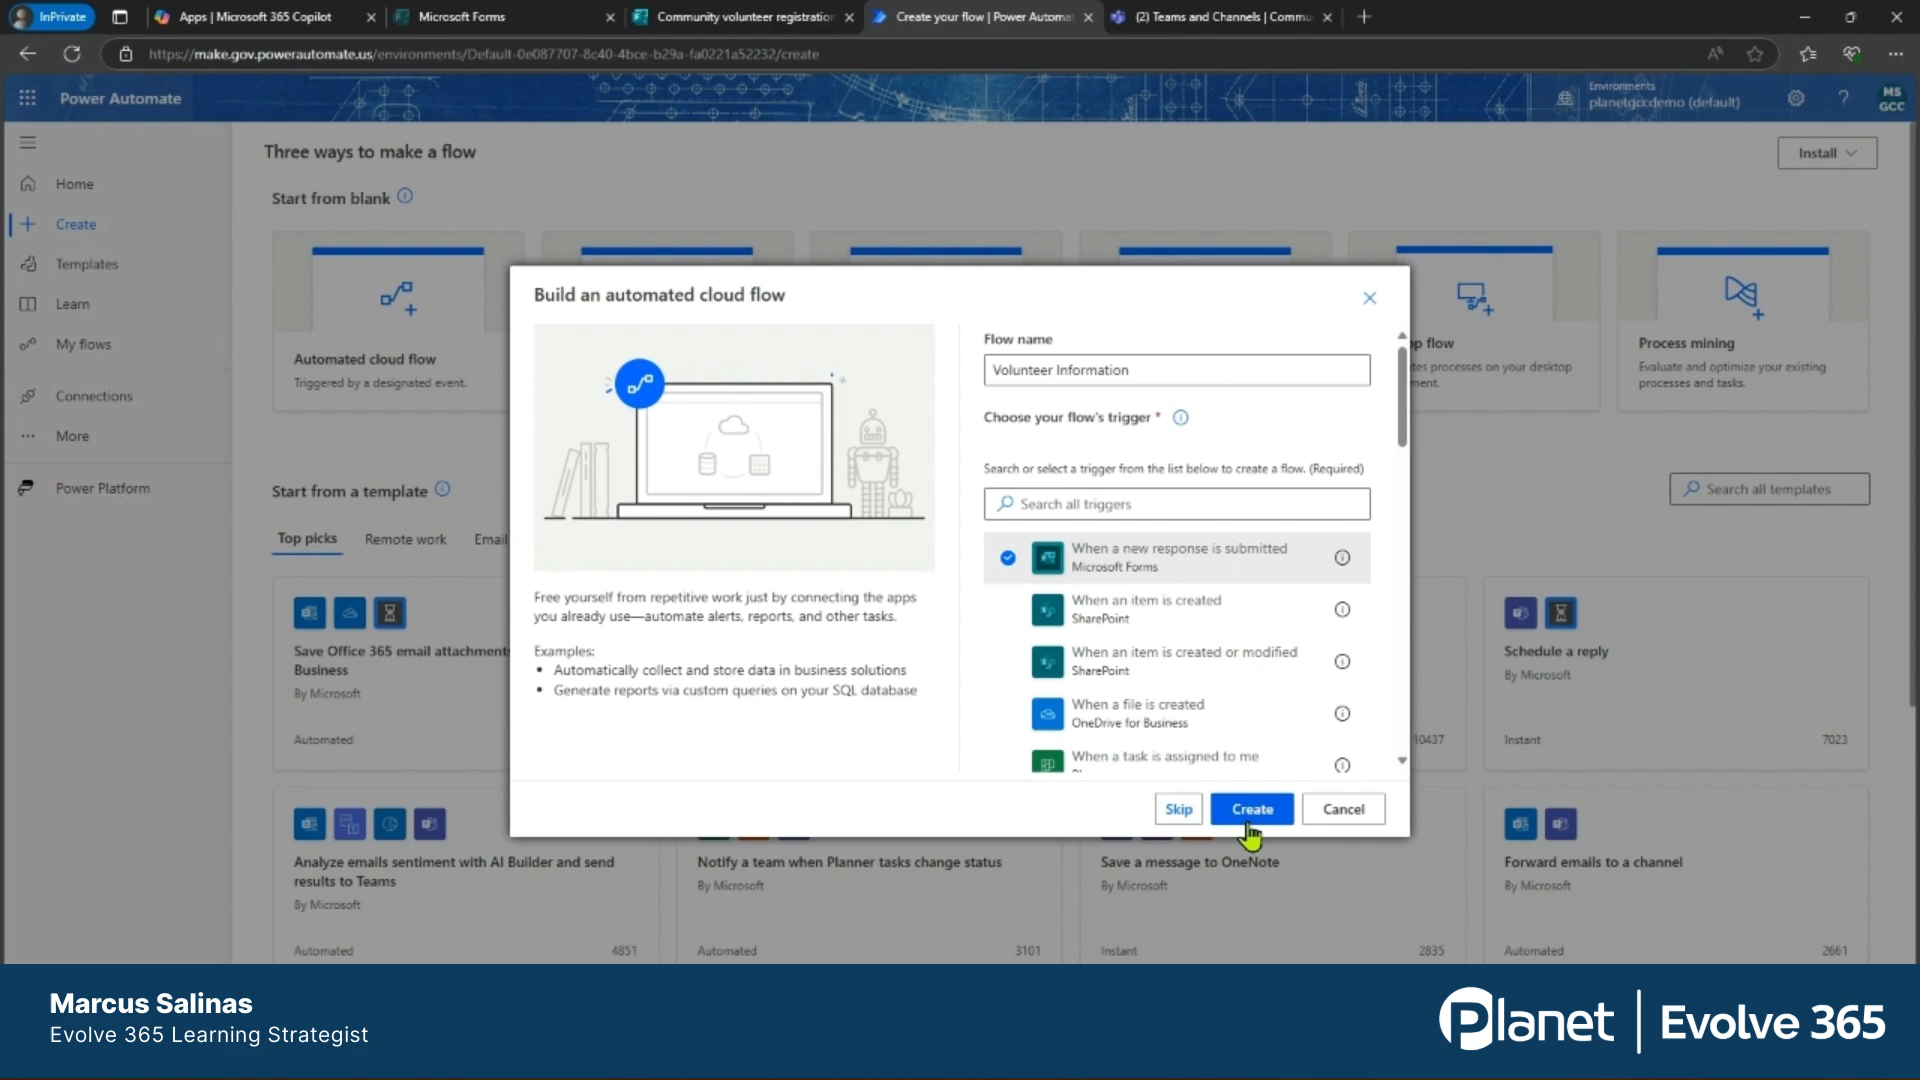 InPrivate
Apps | Microsoft 365 Copilot
Microsoft Forms
Community volunteer registration
Create your flow | Power Automa
(2) Teams and Channels | Commu
https://make.gov.powerautomate.us/environments/Default-0e087707-8c40-4bce-b29a-fa0221a52232/create
Power Automate
Environments
planetgccdemo (default)
?
MS
GCC
Home
Create
Templates
Learn
My flows
Connections
More
Power Platform
Three ways to make a flow
Install
Start from blank
Automated cloud flow
Triggered by a designated event.
op flow
tes processes on your desktop
ment.
Process mining
Evaluate and optimize your existing
processes and tasks.
Build an automated cloud flow
Free yourself from repetitive work just by connecting the apps
you already use—automate alerts, reports, and other tasks.
Examples:
• Automatically collect and store data in business solutions
• Generate reports via custom queries on your SQL database
Flow name
Volunteer Information
Choose your flow's trigger *
Search or select a trigger from the list below to create a flow. (Required)
Search all triggers
When a new response is submitted
Microsoft Forms
When an item is created
SharePoint
When an item is created or modified
SharePoint
When a file is created
OneDrive for Business
When a task is assigned to me
Skip
Create
Cancel
Start from a template
Search all templates
Top picks
Remote work
Email
Save Office 365 email attachments
Business
By Microsoft
Automated
10437
Schedule a reply
By Microsoft
Instant
7023
Analyze emails sentiment with AI Builder and send
results to Teams
By Microsoft
Automated
4851
Notify a team when Planner tasks change status
By Microsoft
Automated
3101
Save a message to OneNote
By Microsoft
Instant
2835
Forward emails to a channel
By Microsoft
Automated
2661
Marcus Salinas
Evolve 365 Learning Strategist
Planet
Evolve 365